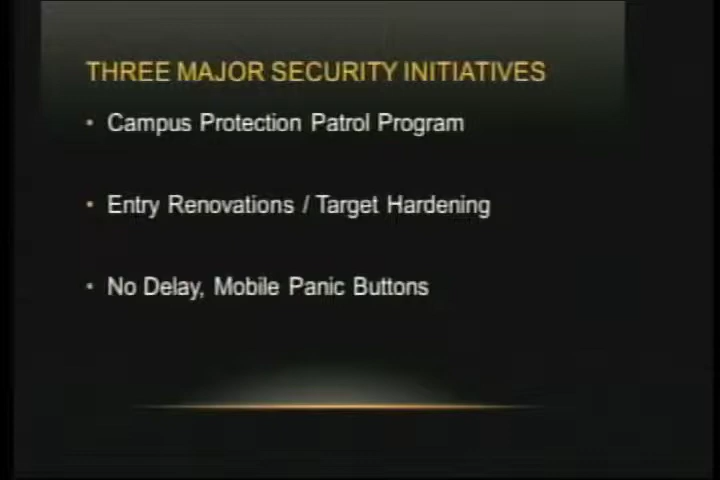 THREE MAJOR SECURITY INITIATIVES
• Campus Protection Patrol Program
• Entry Renovations / Target Hardening
• No Delay, Mobile Panic Buttons